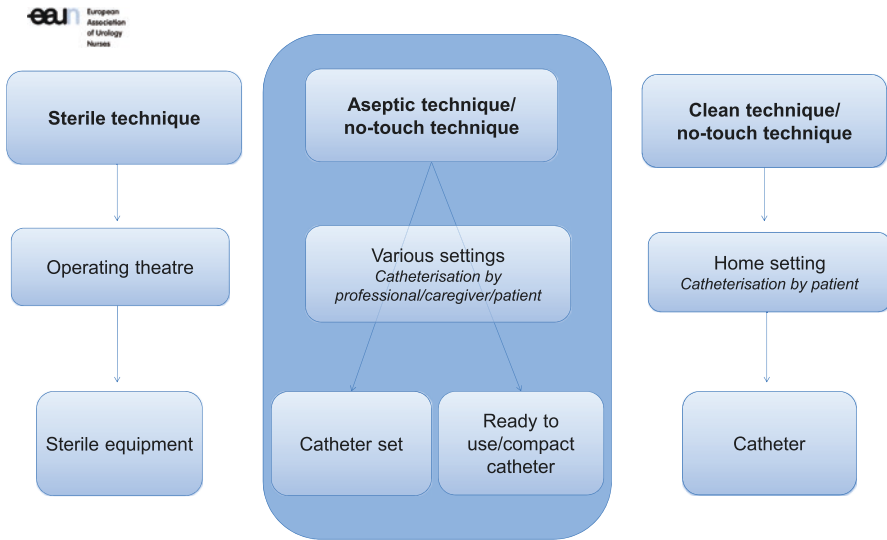 eaun
European
Association
of Urology
Nurses
Sterile technique
Operating theatre
Sterile equipment
Aseptic technique/
no-touch technique
Various settings
Catheterisation by
professional/caregiver/patient
Catheter set
Ready to
use/compact
catheter
Clean technique/
no-touch technique
Home setting
Catheterisation by patient
Catheter